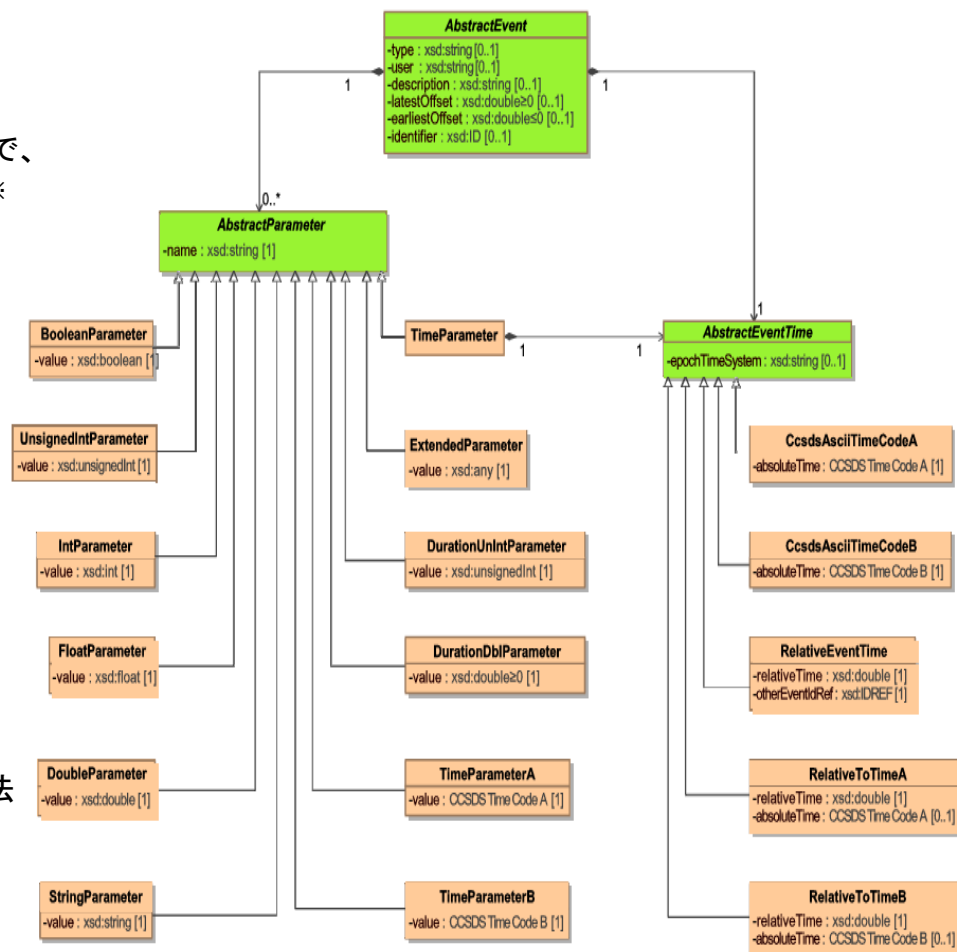 AbstractEvent
-type : xsd:string [0..1]
-user : xsd:string [0..1]
-description : xsd:string [0..1]
-latestOffset : xsd:double≥0 [0..1]
-earliestOffset : xsd:double≤0 [0..1]
-identifier : xsd:ID [0..1]
1
1
で、
※
0..*
AbstractParameter
-name : xsd:string [1]
BooleanParameter
-value : xsd:boolean [1]
TimeParameter
1
1
1
AbstractEventTime
-epochTimeSystem : xsd:string [0..1]
UnsignedIntParameter
-value : xsd:unsignedInt [1]
ExtendedParameter
-value : xsd:any [1]
CcsdsAsciiTimeCodeA
-absoluteTime : CCSDS Time Code A [1]
IntParameter
-value : xsd:int [1]
DurationUnIntParameter
-value : xsd:unsignedInt [1]
CcsdsAsciiTimeCodeB
-absoluteTime : CCSDS Time Code B [1]
FloatParameter
-value : xsd:float [1]
DurationDblParameter
-value : xsd:double≥0 [1]
RelativeEventTime
-relativeTime : xsd:double [1]
-otherEventIdRef : xsd:IDREF [1]
法
DoubleParameter
-value : xsd:double [1]
TimeParameterA
-value : CCSDS Time Code A [1]
RelativeToTimeA
-relativeTime : xsd:double [1]
-absoluteTime : CCSDS Time Code A [0..1]
StringParameter
-value : xsd:string [1]
TimeParameterB
-value : CCSDS Time Code B [1]
RelativeToTimeB
-relativeTime : xsd:double [1]
-absoluteTime : CCSDS Time Code B [0..1]